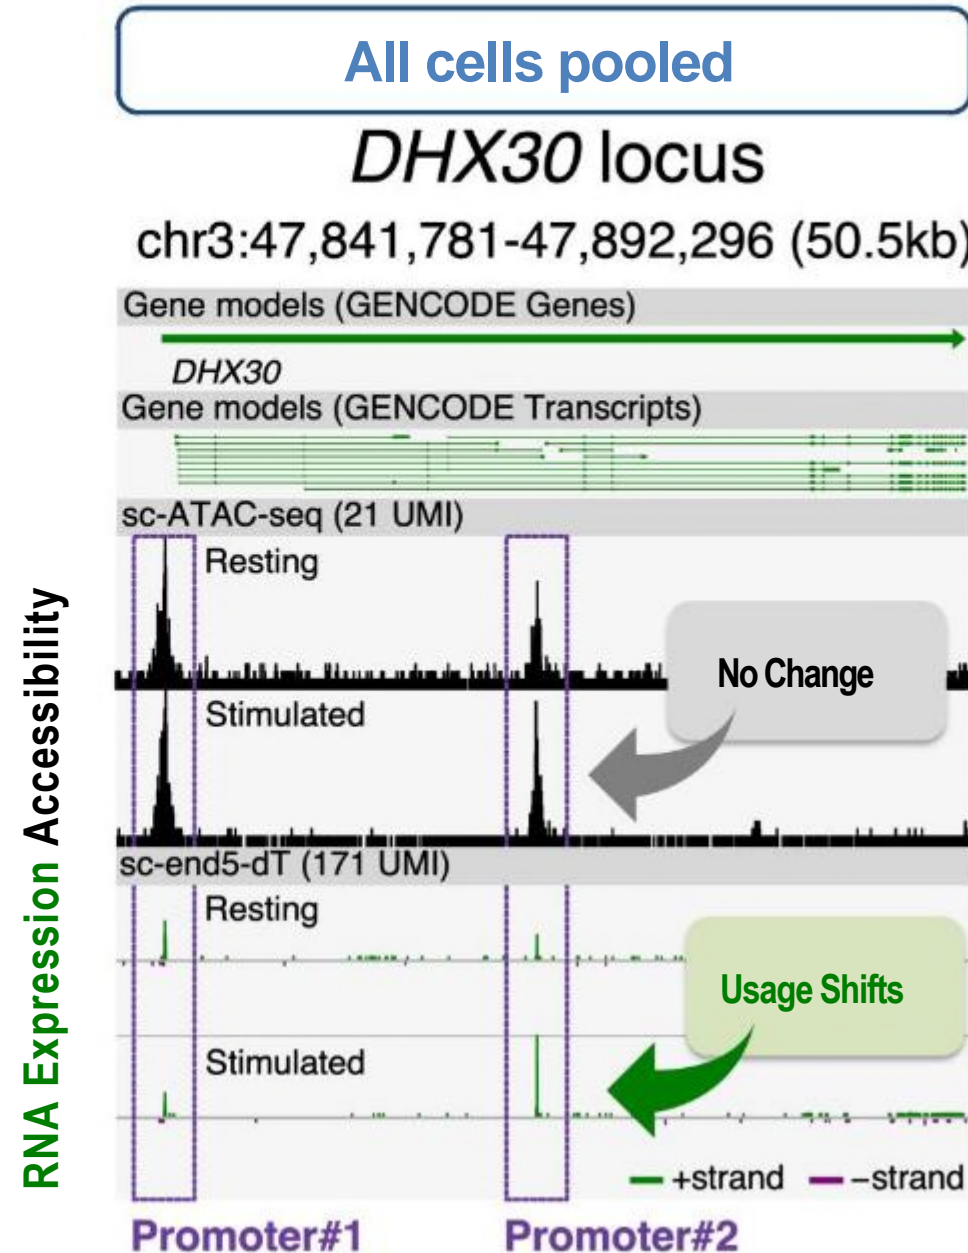 All cells pooled
DHX30 locus
chr3:47,841,781-47,892,296 (50.5kb)
Gene models (GENCODE Genes)
DHX30
Gene models (GENCODE Transcripts)
sc-ATAC-seq (21 UMI)
Resting
No Change
Stimulated
sc-end5-dT (171 UMI)
Resting
Usage Shifts
Stimulated
+strand −strand
Promoter#1 Promoter#2
RNA Expression Accessibility